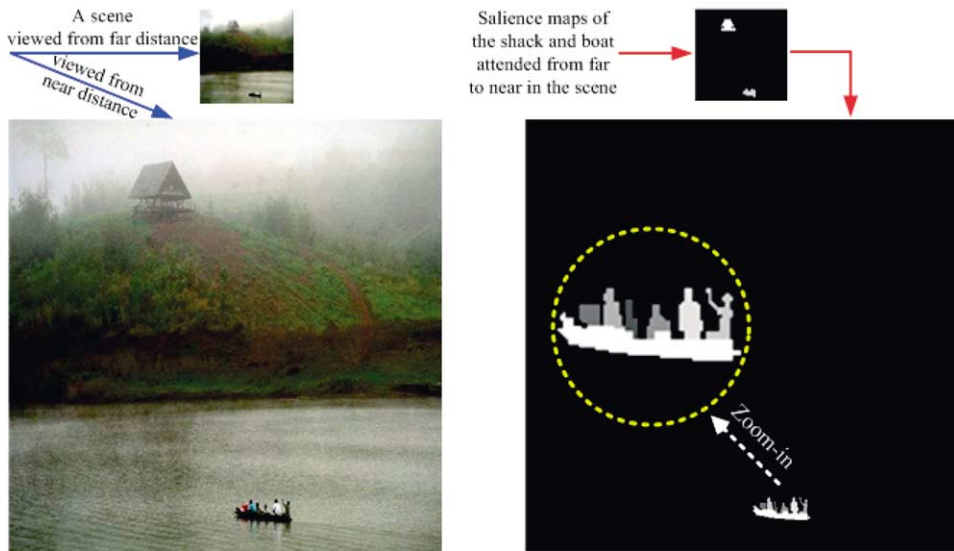 A scene
viewed from far distance
viewed from
near distance
Salience maps of
the shack and boat
attended from far
to near in the scene
Zoom-in